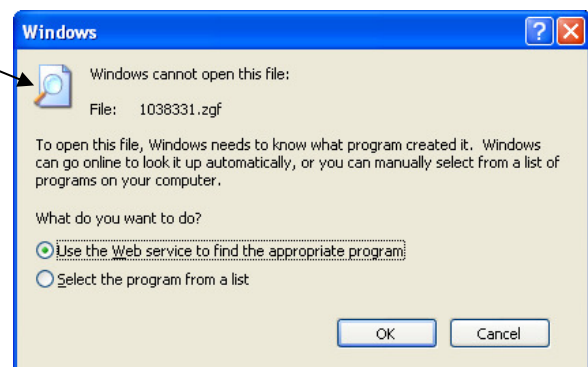 Windows
Windows cannot open this file:
File: 1038331.zgf
To open this file, Windows needs to know what program created it. Windows
can go online to look it up automatically, or you can manually select from a list of
programs on your computer.
What do you want to do?
Use the Web service to find the appropriate program
Select the program from a list
OK Cancel